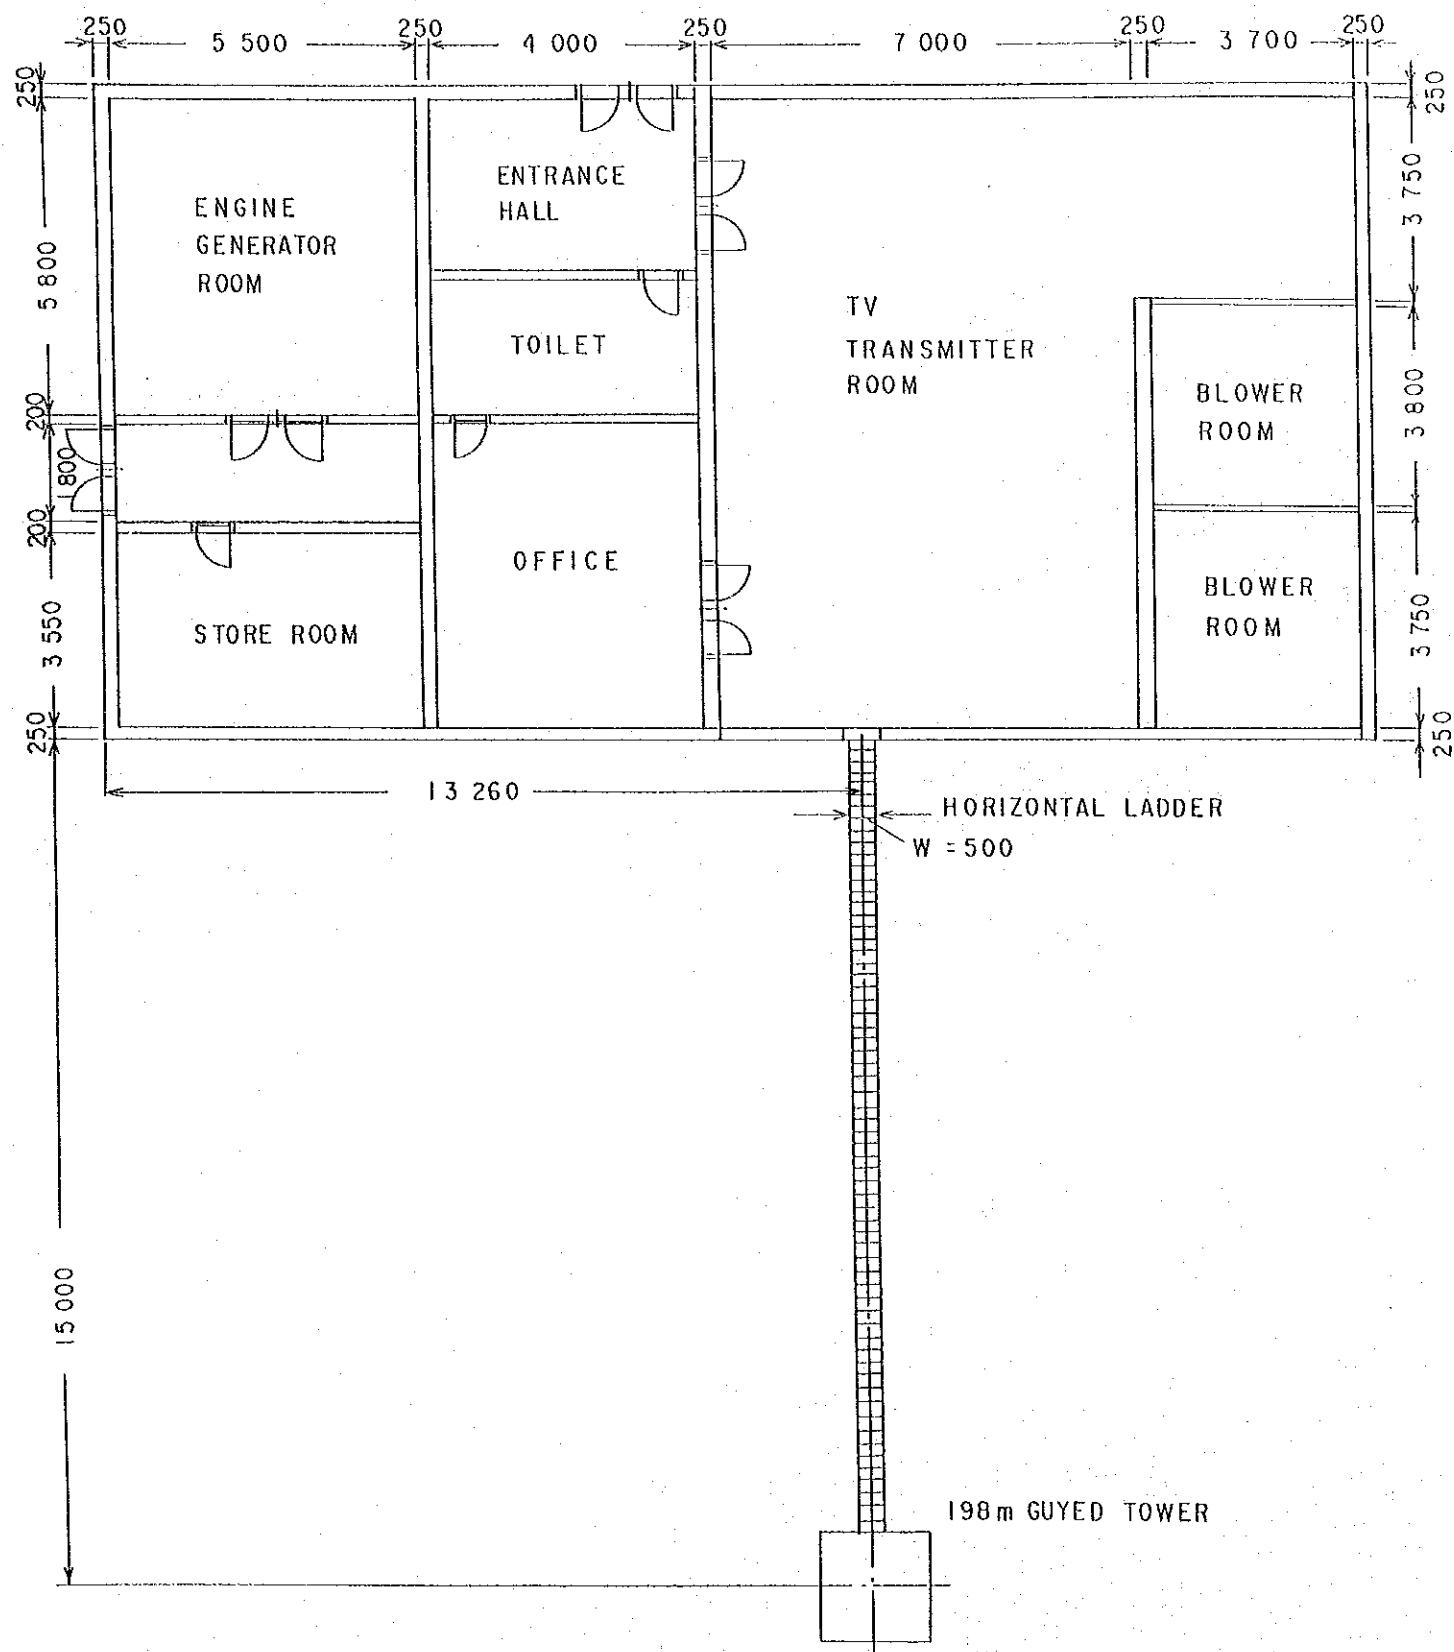 250 5 500 250 4 000 250 7 000 250 3 700 250
250
250
ENTRANCE
HALL
ENGINE
GENERATOR
ROOM
3 750
5 800
TV
TRANSMITTER
ROOM
TOILET
BLOWER
ROOM
3 800
200
1 800
200
OFFICE
BLOWER
ROOM
3 750
STORE ROOM
3 550
250
250
13 260
HORIZONTAL LADDER
W = 500
15 000
198m GUYED TOWER